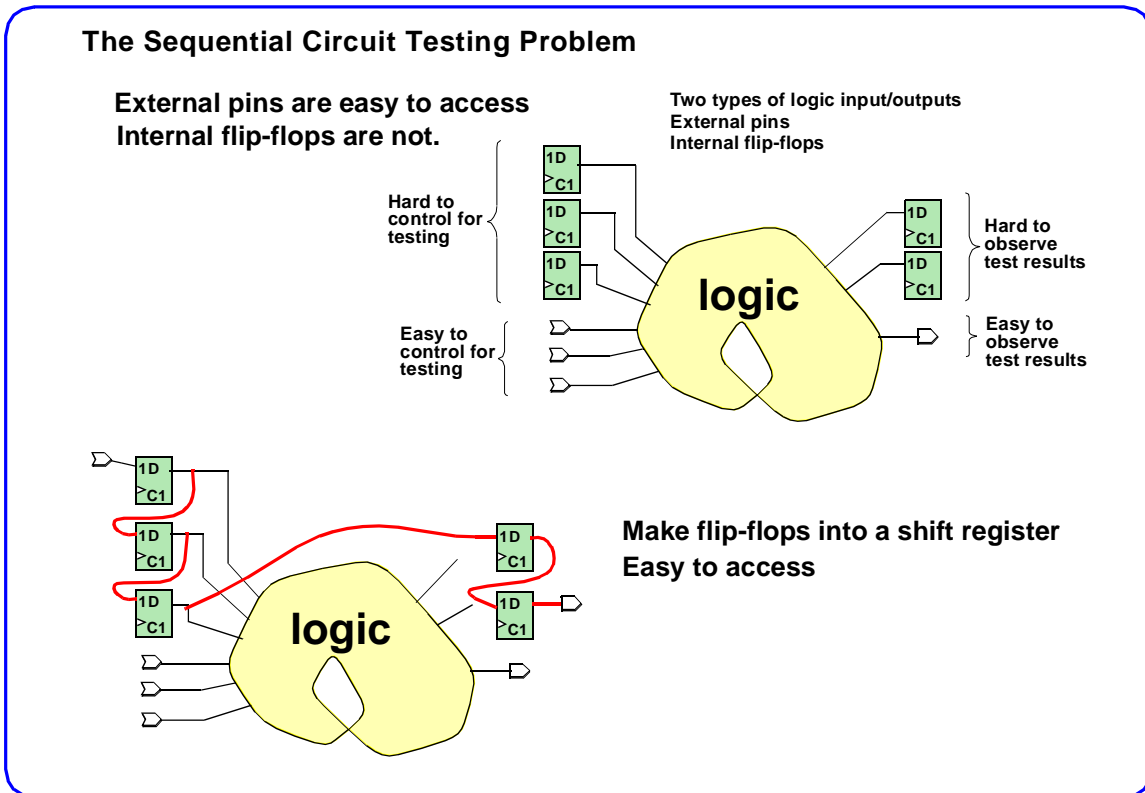 The Sequential Circuit Testing Problem
External pins are easy to access
Internal flip-flops are not.
Two types of logic input/outputs
External pins
Internal flip-flops
Hard to
control for
testing
1D
C1
1D
C1
1D
C1
Easy to
control for
testing
logic
1D
C1
1D
C1
Hard to
observe
test results
Easy to
observe
test results
1D
C1
1D
C1
1D
C1
logic
1D
C1
1D
C1
Make flip-flops into a shift register
Easy to access